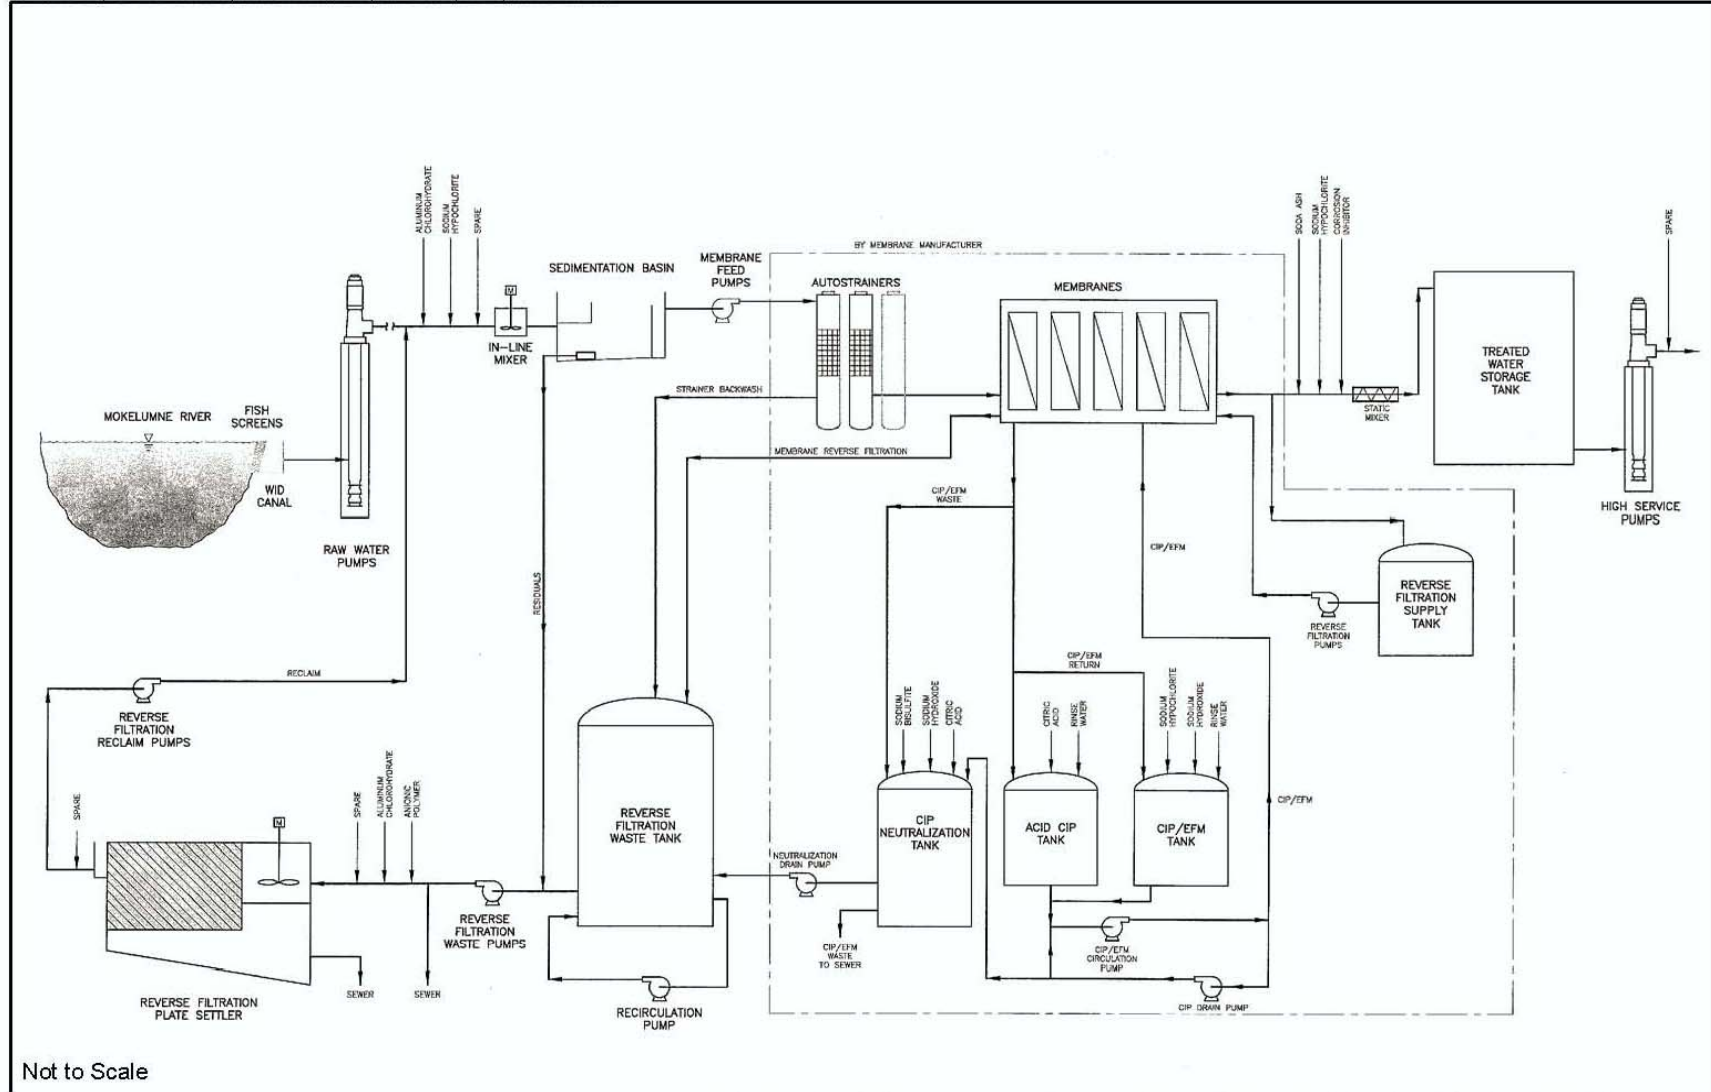 ALUMINUM
CHLOROHYDRATE
SODIUM
HYPOCHLORITE
SPARE
M
IN-LINE
MIXER
SEDIMENTATION BASIN
MEMBRANE
FEED
PUMPS
BY MEMBRANE MANUFACTURER
AUTOSTRAINERS
MEMBRANES
SODA ASH
SODIUM
HYPOCHLORITE
CORROSION
INHIBITOR
STATIC
MIXER
TREATED
WATER
STORAGE
TANK
SPARE
HIGH SERVICE
PUMPS
MOKELUMNE RIVER
FISH
SCREENS
WID
CANAL
RAW WATER
PUMPS
STRAINER BACKWASH
MEMBRANE REVERSE FILTRATION
CIP/EFM
WASTE
CIP/EFM
RESIDUALS
REVERSE
FILTRATION
SUPPLY
TANK
REVERSE
FILTRATION
PUMPS
CIP/EFM
RETURN
RECLAIM
REVERSE
FILTRATION
RECLAIM PUMPS
SODIUM
BISULFITE
SODIUM
HYDROXIDE
CITRIC
ACID
CITRIC
ACID
RINSE
WATER
SODIUM
HYPOCHLORITE
SODIUM
HYDROXIDE
RINSE
WATER
SPARE
M
SPARE
ALUMINUM
CHLOROHYDRATE
ANIONIC
POLYMER
REVERSE
FILTRATION
WASTE TANK
CIP
NEUTRALIZATION
TANK
ACID CIP
TANK
CIP/EFM
TANK
CIP/EFM
NEUTRALIZATION
DRAIN PUMP
REVERSE
FILTRATION
WASTE PUMPS
CIP/EFM
WASTE
TO SEWER
CIP/EFM
CIRCULATION
PUMP
SEWER
SEWER
REVERSE FILTRATION
PLATE SETTLER
RECIRCULATION
PUMP
CIP DRAIN PUMP
Not to Scale